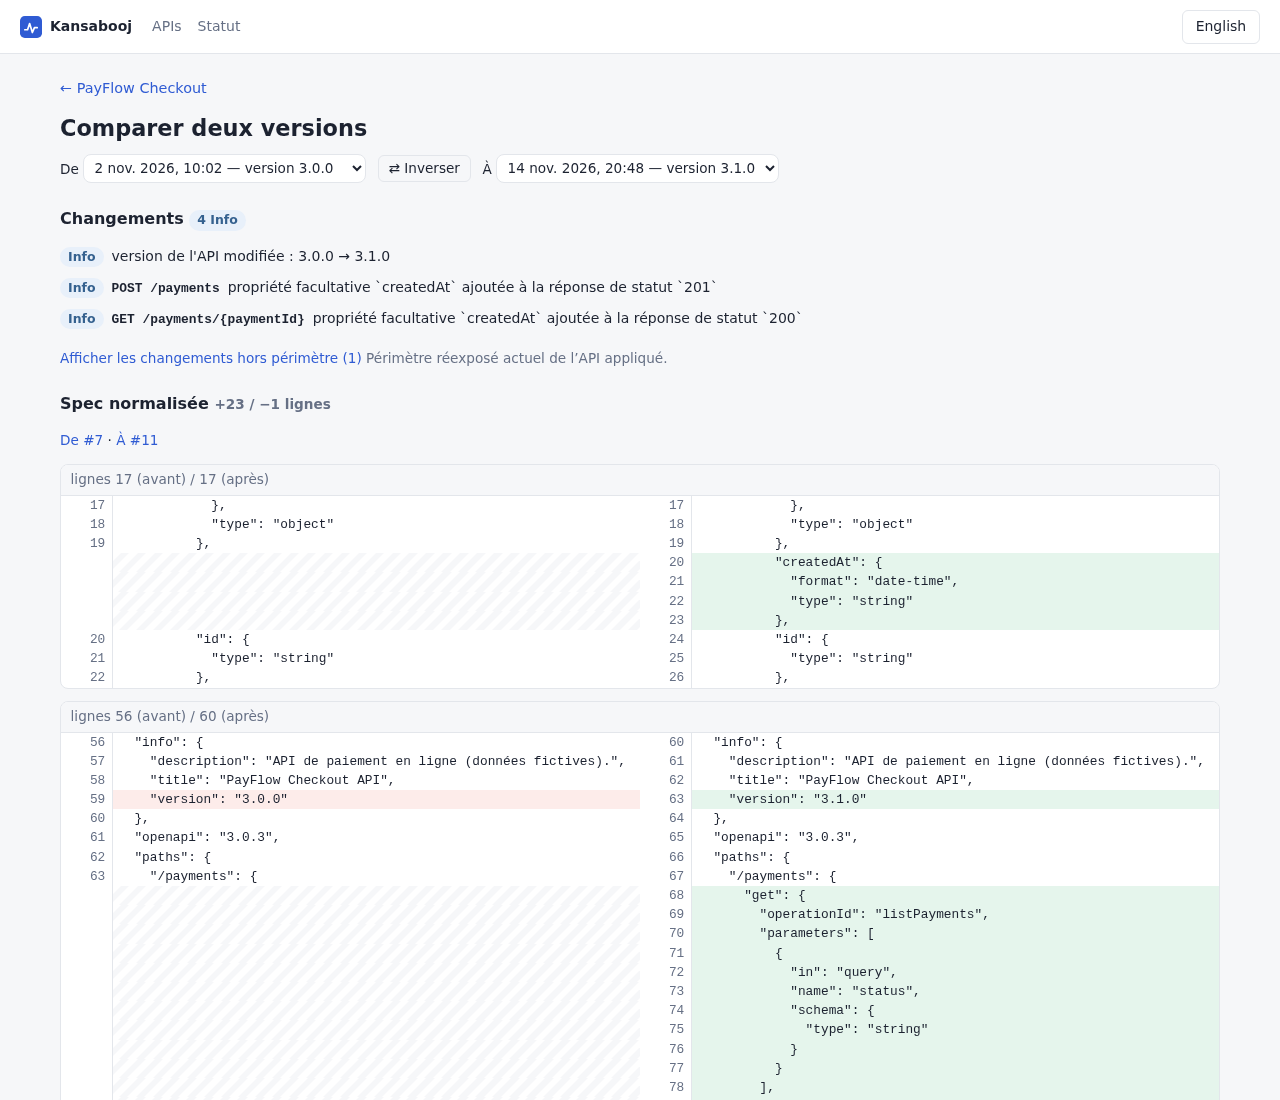 Kansabooj APIs Statut English
← PayFlow Checkout
Comparer deux versions
De 2 nov. 2026, 10:02 — version 3.0.0 ⇄ Inverser À 14 nov. 2026, 20:48 — version 3.1.0
Changements 4 Info
Info version de l'API modifiée : 3.0.0 → 3.1.0
Info POST /payments propriété facultative `createdAt` ajoutée à la réponse de statut `201`
Info GET /payments/{paymentId} propriété facultative `createdAt` ajoutée à la réponse de statut `200`
Afficher les changements hors périmètre (1) Périmètre réexposé actuel de l’API appliqué.
Spec normalisée +23 / −1 lignes
De #7 · À #11
lignes 17 (avant) / 17 (après)
17 }, 17 },
18 "type": "object" 18 "type": "object"
19 }, 19 },
20 "createdAt": {
21 "format": "date-time",
22 "type": "string"
23 },
20 "id": { 24 "id": {
21 "type": "string" 25 "type": "string"
22 }, 26 },
lignes 56 (avant) / 60 (après)
56 "info": { 60 "info": {
57 "description": "API de paiement en ligne (données fictives).", 61 "description": "API de paiement en ligne (données fictives).",
58 "title": "PayFlow Checkout API", 62 "title": "PayFlow Checkout API",
59 "version": "3.0.0" 63 "version": "3.1.0"
60 }, 64 },
61 "openapi": "3.0.3", 65 "openapi": "3.0.3",
62 "paths": { 66 "paths": {
63 "/payments": { 67 "/payments": {
68 "get": {
69 "operationId": "listPayments",
70 "parameters": [
71 {
72 "in": "query",
73 "name": "status",
74 "schema": {
75 "type": "string"
76 }
77 }
78 ],